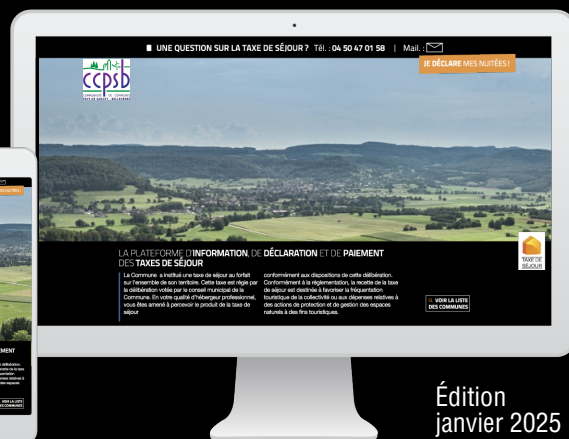 UNE QUESTION SUR LA TAXE DE SÉJOUR ? Tél. : 04 50 47 01 58 | Mail. :
JE DÉCLARE MES NUITÉES !
ccpsb
LA PLATEFORME D'INFORMATION, DE DÉCLARATION ET DE PAIEMENT
DES TAXES DE SÉJOUR
La Commune a institué une taxe de séjour au forfait
sur l'ensemble de son territoire. Cette taxe est régie par
la délibération votée par le conseil municipal de la
Commune. En votre qualité d'hébergeur professionnel,
vous êtes amené à percevoir le produit de la taxe de
séjour
conformément aux dispositions de cette délibération.
Conformément à la réglementation, la recette de la taxe
de séjour est destinée à favoriser la fréquentation
touristique de la collectivité ou aux dépenses relatives à
des actions de protection et de gestion des espaces
naturels à des fins touristiques.
TAXE DE
SÉJOUR
VOIR LA LISTE
DES COMMUNES
EMENT
VOIR LA LISTE
DES COMMUNES
Édition
janvier 2025